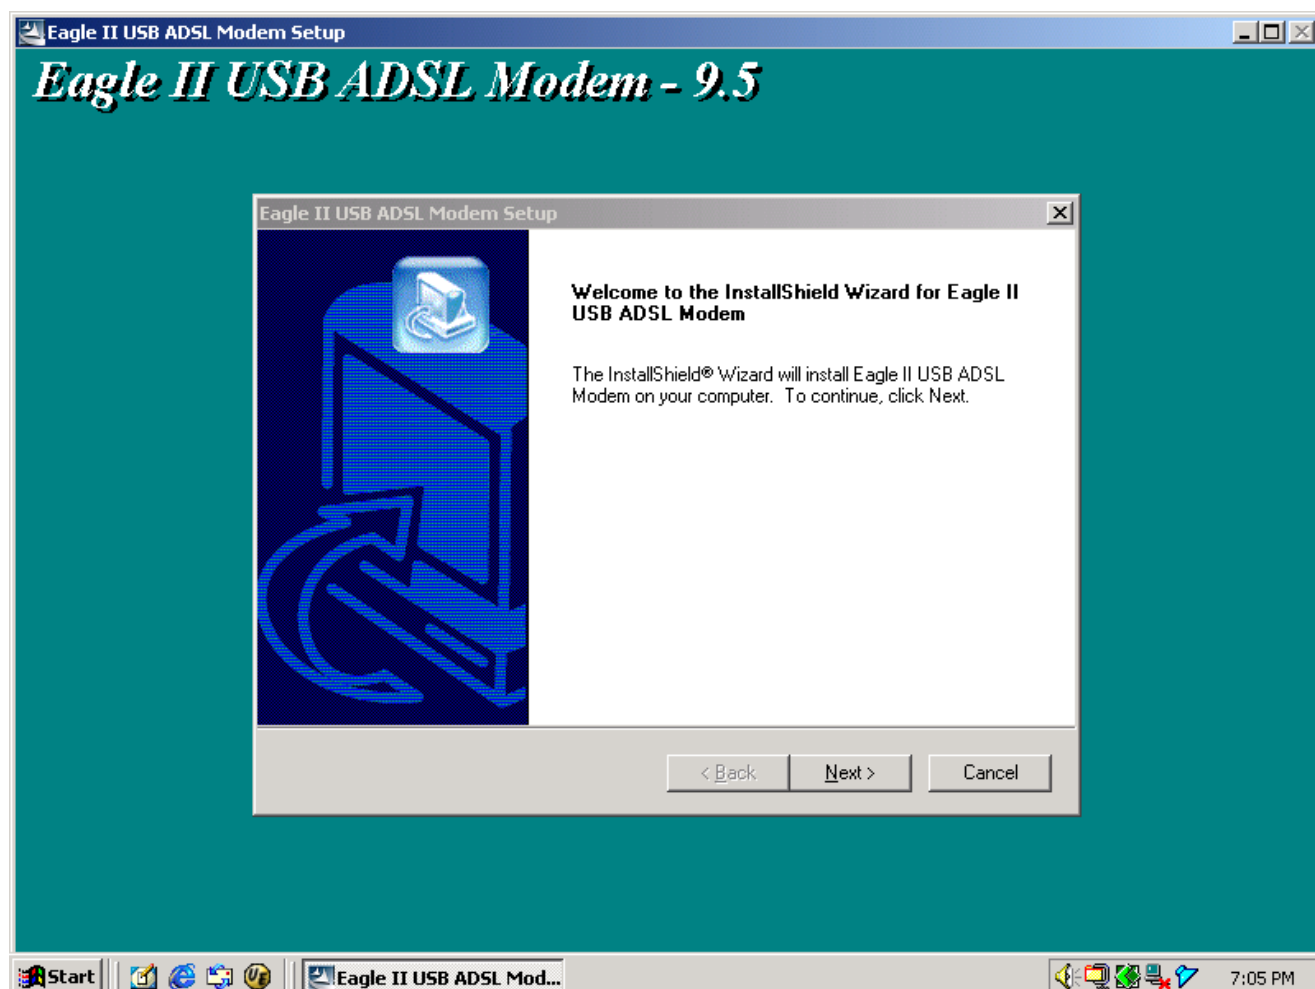 Eagle II USB ADSL Modem Setup
Eagle II USB ADSL Modem - 9.5
Eagle II USB ADSL Modem Setup
Welcome to the InstallShield Wizard for Eagle II
USB ADSL Modem
The InstallShield® Wizard will install Eagle II USB ADSL
Modem on your computer. To continue, click Next.
< Back
Next >
Cancel
Start
UE
Eagle II USB ADSL Mod...
7:05 PM